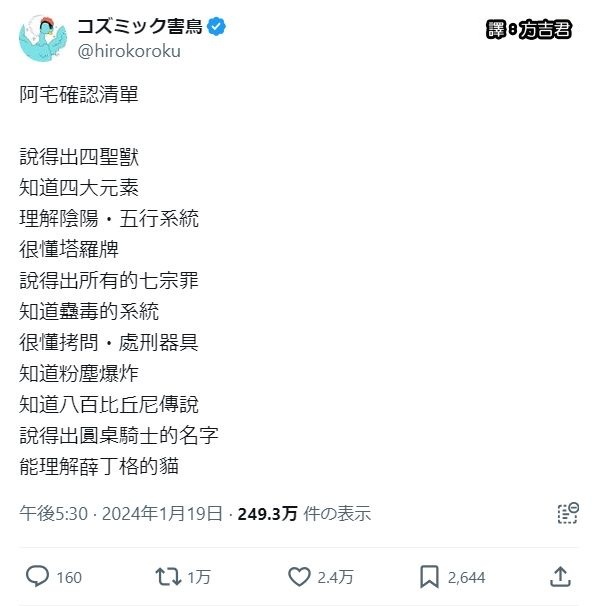 コズミック害鳥
@hirokoroku
譯:方吉君
阿宅確認清單
說得出四聖獸
知道四大元素
理解陰陽・五行系統
很懂塔羅牌
說得出所有的七宗罪
知道蠱毒的系統
很懂拷問・處刑器具
知道粉塵爆炸
知道八百比丘尼傳說
說得出圓桌騎士的名字
能理解薛丁格的貓
午後5:30 · 2024年1月19日 · 249.3万 件の表示
160 1万 2.4万 2,644